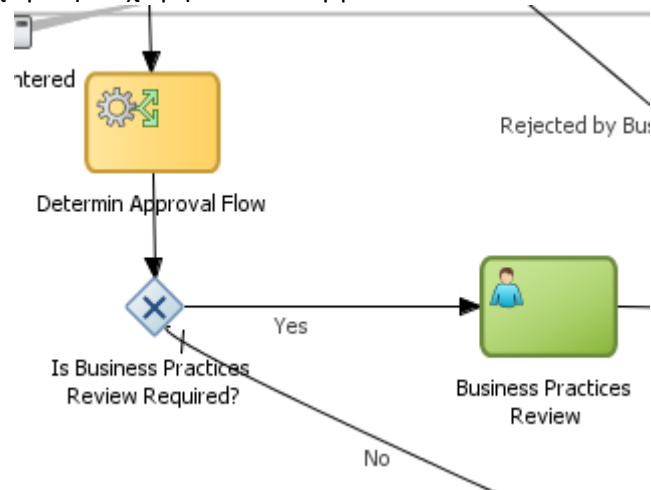 ntered
Rejected by Bus
Determin Approval Flow
Yes
Is Business Practices
Review Required?
Business Practices
Review
No